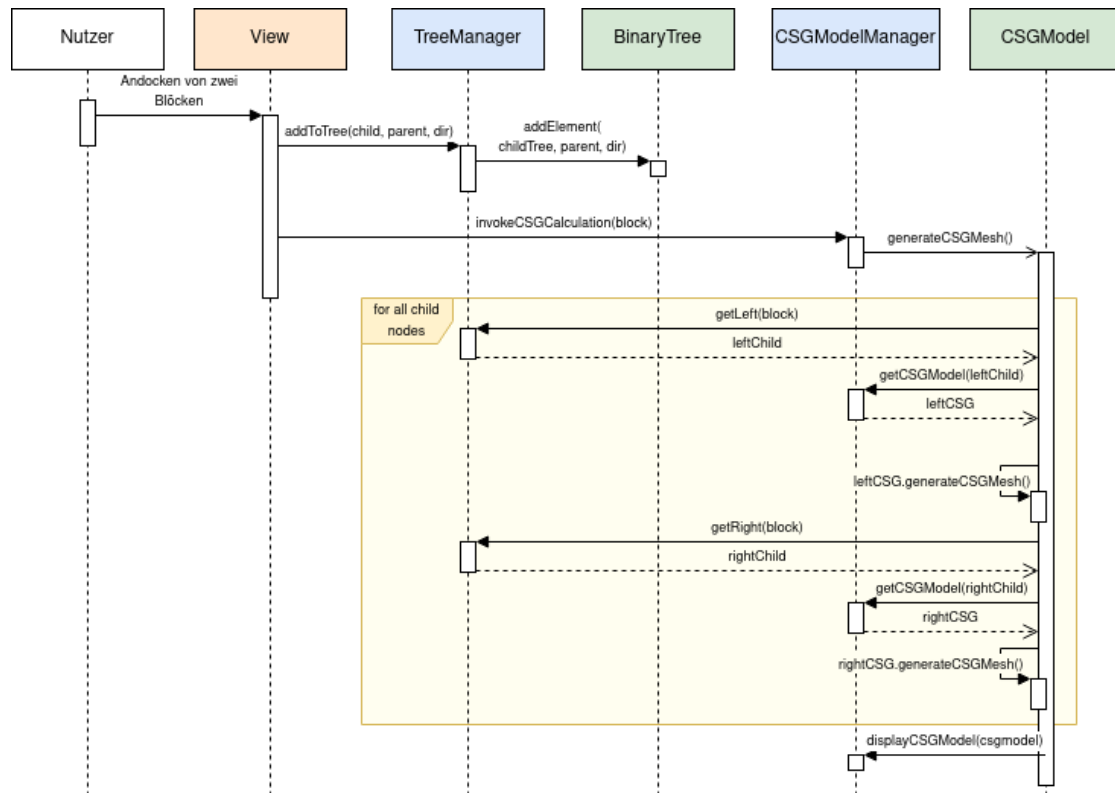 Nutzer
View
TreeManager
BinaryTree
CSGModelManager
CSGModel
Andocken von zwei
Blöcken
addToTree(child, parent, dir)
addElement(
childTree, parent, dir)
invokeCSGCalculation(block)
generateCSGMesh()
for all child
nodes
getLeft(block)
leftChild
getCSGModel(leftChild)
leftCSG
leftCSG.generateCSGMesh()
getRight(block)
rightChild
getCSGModel(rightChild)
rightCSG
rightCSG.generateCSGMesh()
displayCSGModel(csgmodel)